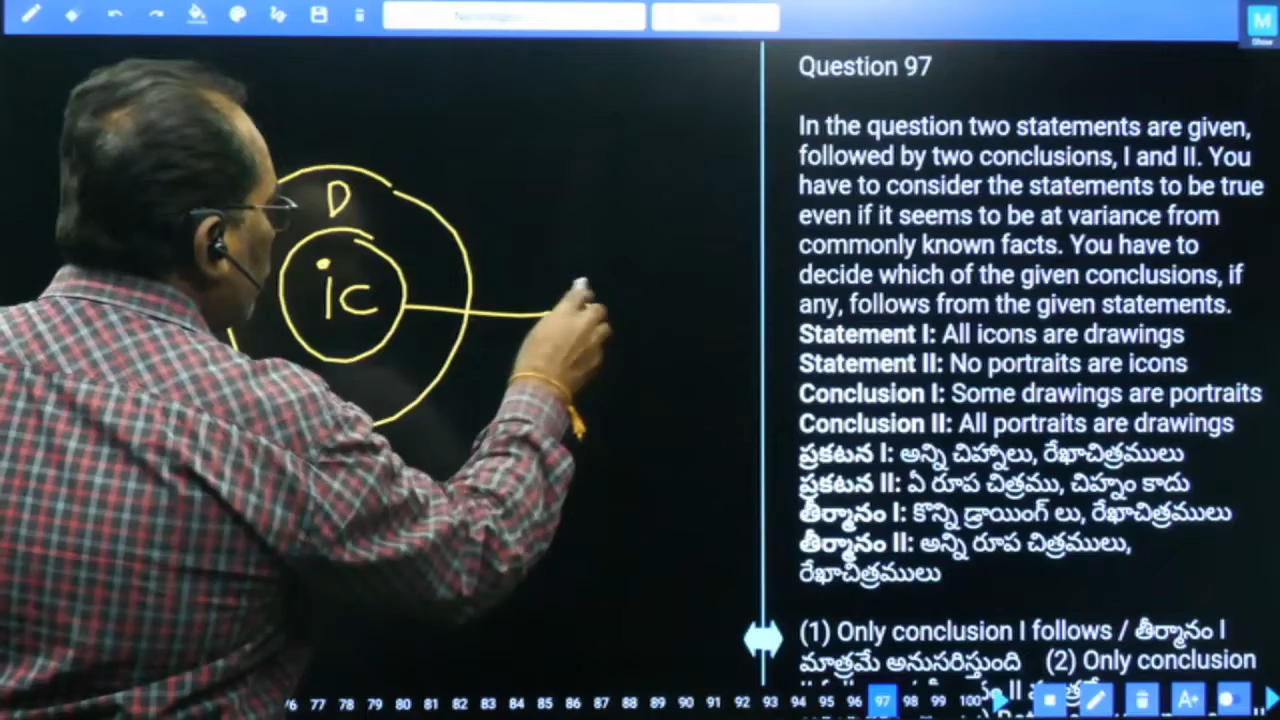 M
Show
D
ic
Question 97
In the question two statements are given,
followed by two conclusions, I and II. You
have to consider the statements to be true
even if it seems to be at variance from
commonly known facts. You have to
decide which of the given conclusions, if
any, follows from the given statements.
Statement I: All icons are drawings
Statement II: No portraits are icons
Conclusion I: Some drawings are portraits
Conclusion II: All portraits are drawings
ప్రకటన I: అన్ని చిహ్నాలు, రేఖాచిత్రములు
ప్రకటన II: ఏ రూప చిత్రము, చిహ్నం కాదు
తీర్మానం I: కొన్ని డ్రాయింగ్ లు, రేఖాచిత్రములు
తీర్మానం II: అన్ని రూప చిత్రములు,
రేఖాచిత్రములు
(1) Only conclusion I follows / తీర్మానం I
మాత్రమే అనుసరిస్తుంది (2) Only conclusion
76 77 78 79 80 81 82 83 84 85 86 87 88 89 90 91 92 93 94 95 96 97 98 99 100
A+